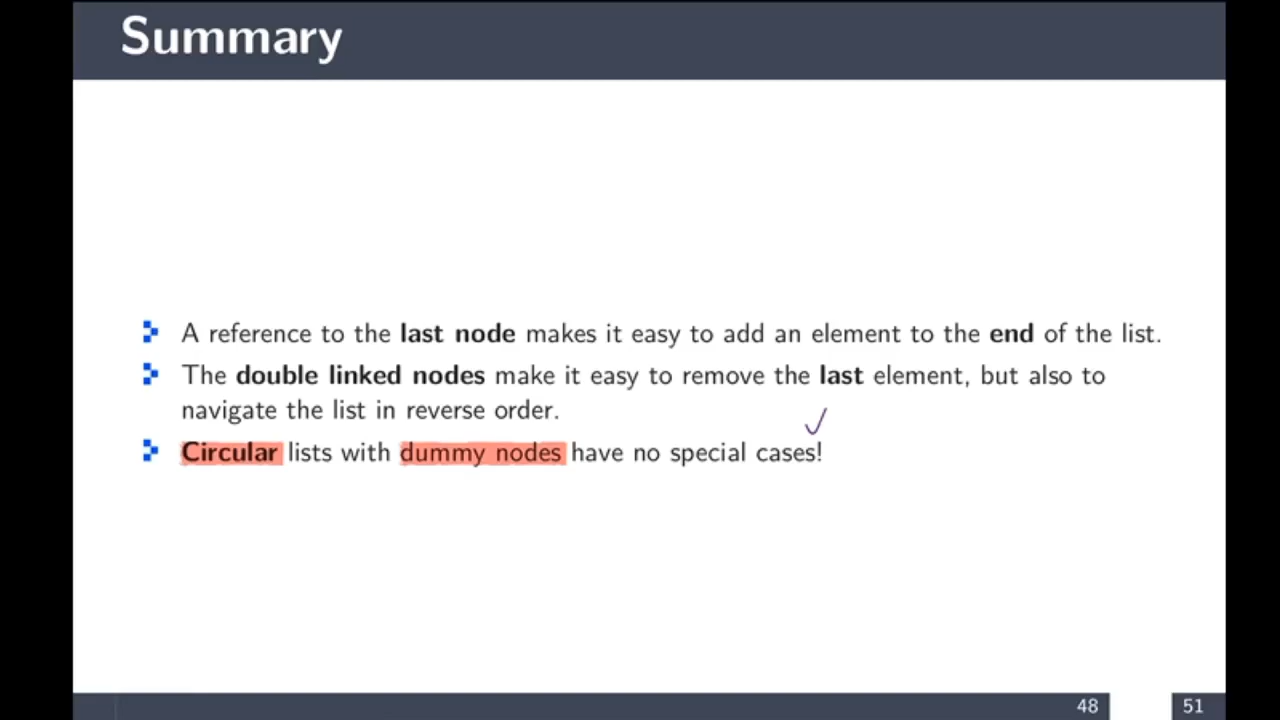 Summary
A reference to the last node makes it easy to add an element to the end of the list.
The double linked nodes make it easy to remove the last element, but also to
navigate the list in reverse order.
Circular lists with dummy nodes have no special cases!
48
51